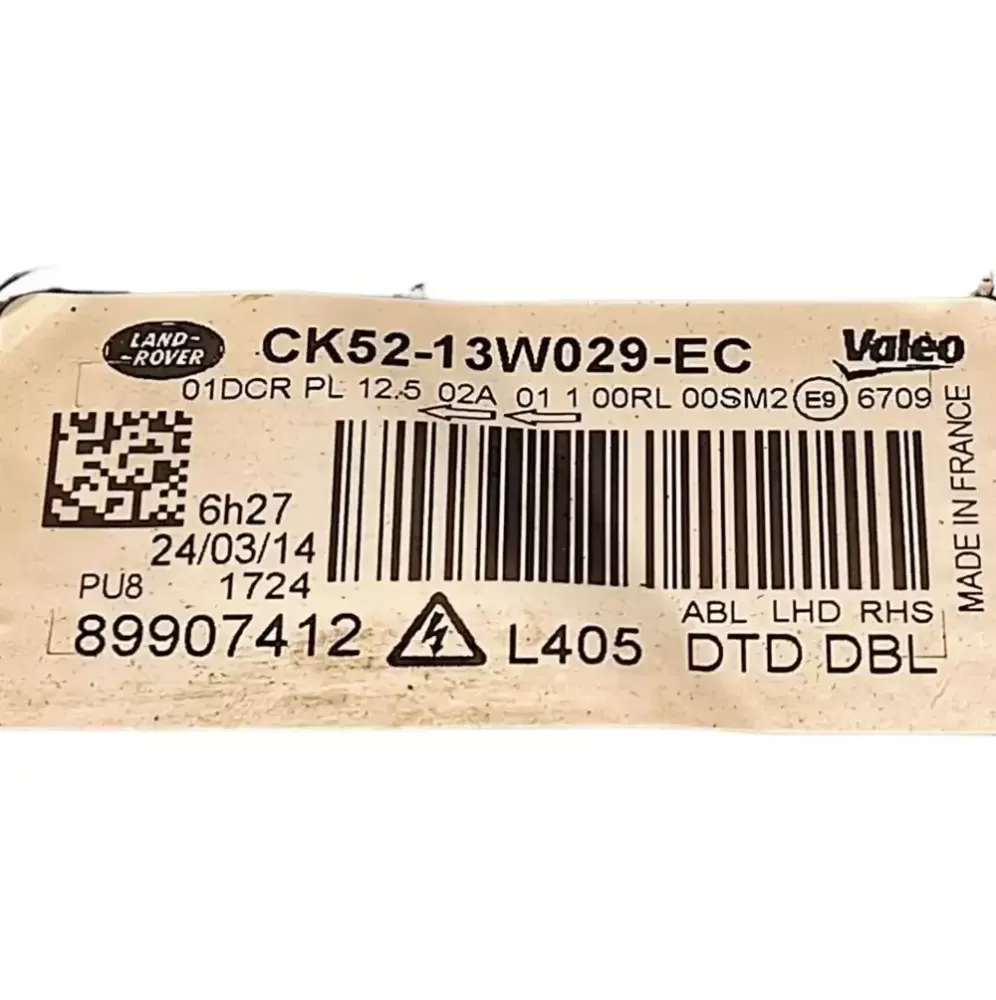 LAND-
-ROVER
CK52-13W029-EC
Valeo
01DCR PL 12.5 02A 01 1 00RL 00SM2 E9 6709
6h27
24/03/14
PU8 1724
ABL LHD RHS
89907412 L405 DTD DBL
MADE IN FRANCE